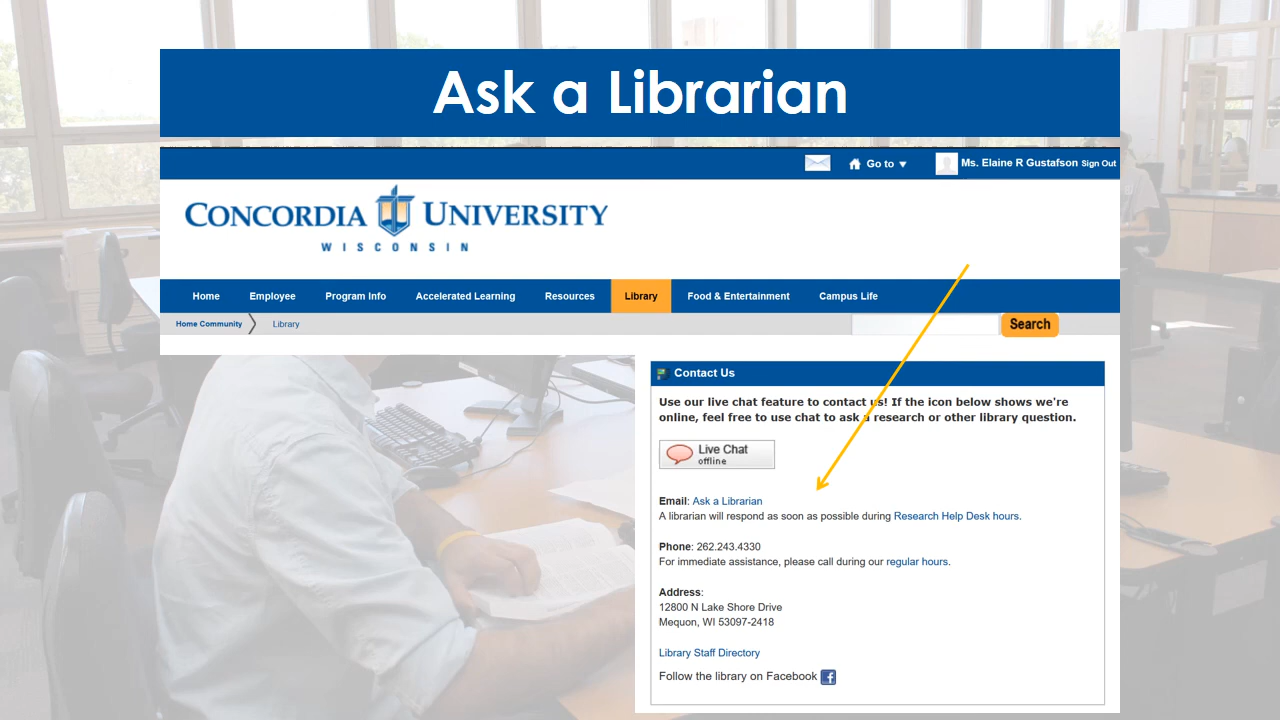 Ask a Librarian
Go to
Ms. Elaine R Gustafson Sign Out
CONCORDIA UNIVERSITY
WISCONSIN
Home Employee Program Info Accelerated Learning Resources Library Food & Entertainment Campus Life
Home Community Library
Search
Contact Us
Use our live chat feature to contact us! If the icon below shows we're
online, feel free to use chat to ask a research or other library question.
Live Chat
offline
Email: Ask a Librarian
A librarian will respond as soon as possible during Research Help Desk hours.
Phone: 262.243.4330
For immediate assistance, please call during our regular hours.
Address:
12800 N Lake Shore Drive
Mequon, WI 53097-2418
Library Staff Directory
Follow the library on Facebook